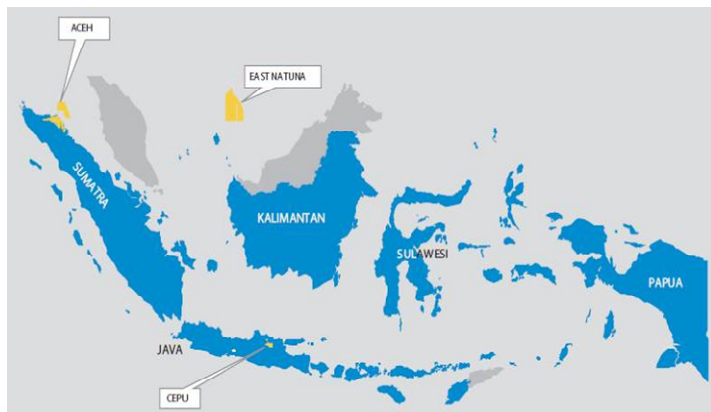 ACEH
EAST NATUNA
SUMATRA
KALIMANTAN
SULAWESI
PAPUA
JAVA
CEPU